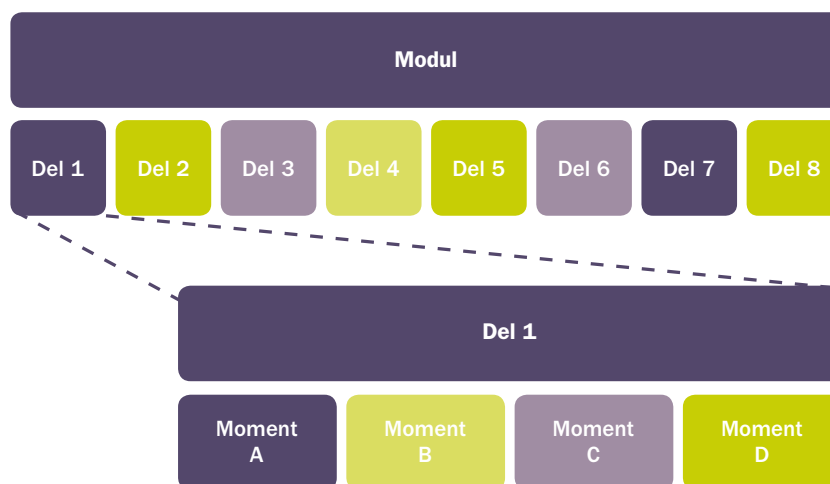 Modul
Del 1 Del 2 Del 3 Del 4 Del 5 Del 6 Del 7 Del 8
Del 1
Moment Moment Moment Moment
A B C D